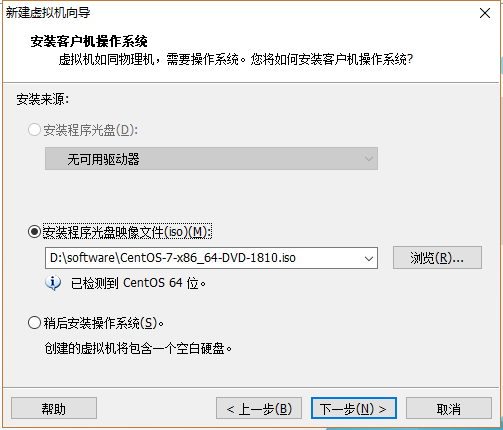 新建虚拟机向导
安装客户机操作系统
虚拟机如同物理机，需要操作系统。您将如何安装客户机操作系统?
安装来源:
安装程序光盘(D):
无可用驱动器
安装程序光盘映像文件(iso)(M):
D:\software\CentOS-7-x86_64-DVD-1810.iso
浏览(R)...
已检测到 CentOS 64 位。
稍后安装操作系统(S)。
创建的虚拟机将包含一个空白硬盘。
帮助
< 上一步(B)
下一步(N) >
取消